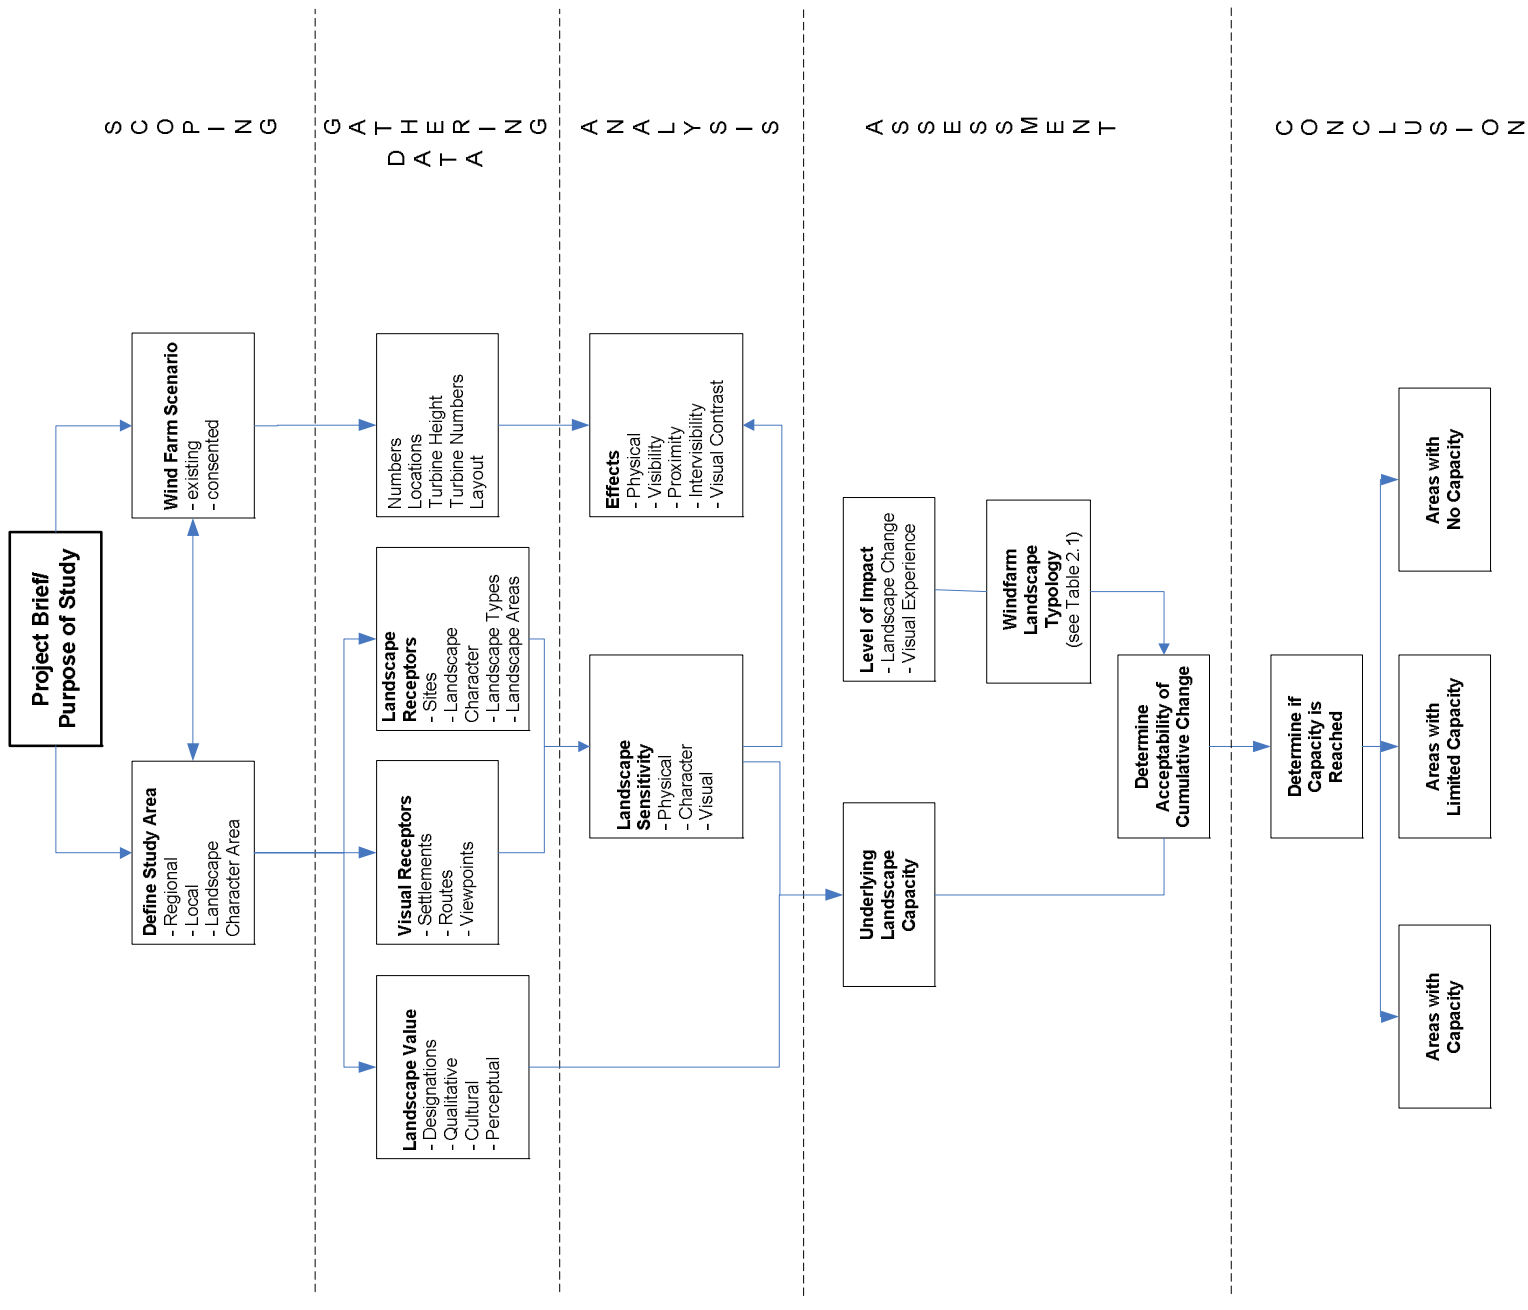 Project Brief/
Purpose of Study
SCOPING
Define Study Area
- Regional
- Local
- Landscape
Character Area
Wind Farm Scenario
- existing
- consented
GATHERING
DATA
Landscape Value
- Designations
- Qualitative
- Cultural
- Perceptual
Visual Receptors
- Settlements
- Routes
- Viewpoints
Landscape
Receptors
- Sites
- Landscape
Character
- Landscape Types
- Landscape Areas
Numbers
Locations
Turbine Height
Turbine Numbers
Layout
ANALYSIS
Landscape
Sensitivity
- Physical
- Character
- Visual
Effects
- Physical
- Visibility
- Proximity
- Intervisibility
- Visual Contrast
ASSESSMENT
Underlying
Landscape
Capacity
Level of Impact
- Landscape Change
- Visual Experience
Windfarm
Landscape
Typology
(see Table 2.1)
Determine
Acceptability of
Cumulative Change
CONCLUSION
Determine if
Capacity is
Reached
Areas with
Capacity
Areas with
Limited Capacity
Areas with
No Capacity